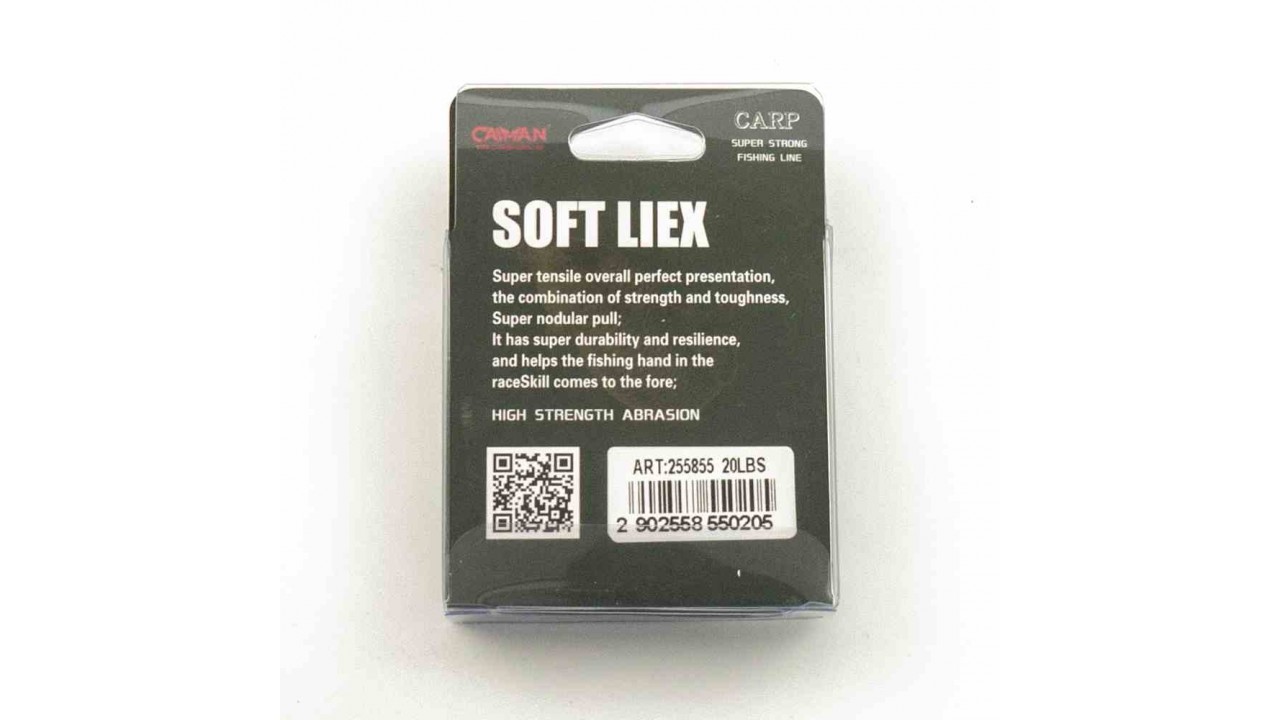 CAIMAN
CARP
SUPER STRONG
FISHING LINE
SOFT LIEX
Super tensile overall perfect presentation,
the combination of strength and toughness,
Super nodular pull;
It has super durability and resilience,
and helps the fishing hand in the
raceSkill comes to the fore;
HIGH STRENGTH ABRASION
ART:255855 20LBS
2 902558 550205